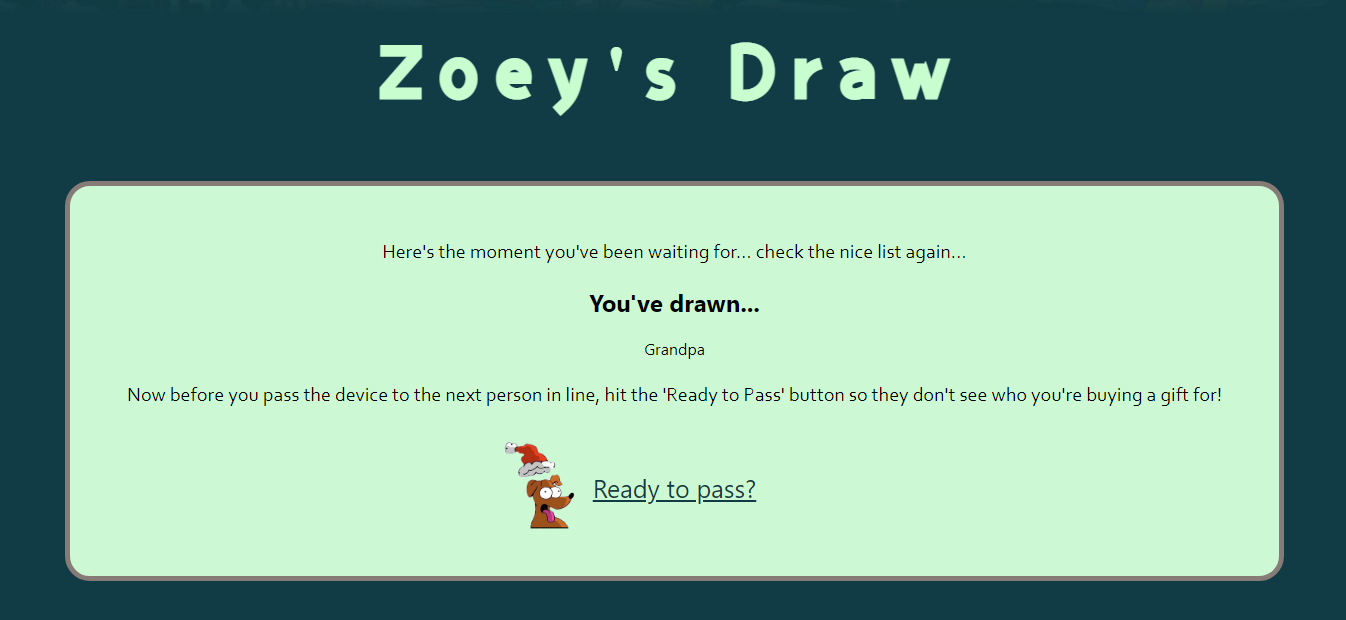 Zoey's Draw
Here's the moment you've been waiting for... check the nice list again...
You've drawn...
Grandpa
Now before you pass the device to the next person in line, hit the 'Ready to Pass' button so they don't see who you're buying a gift for!
Ready to pass?